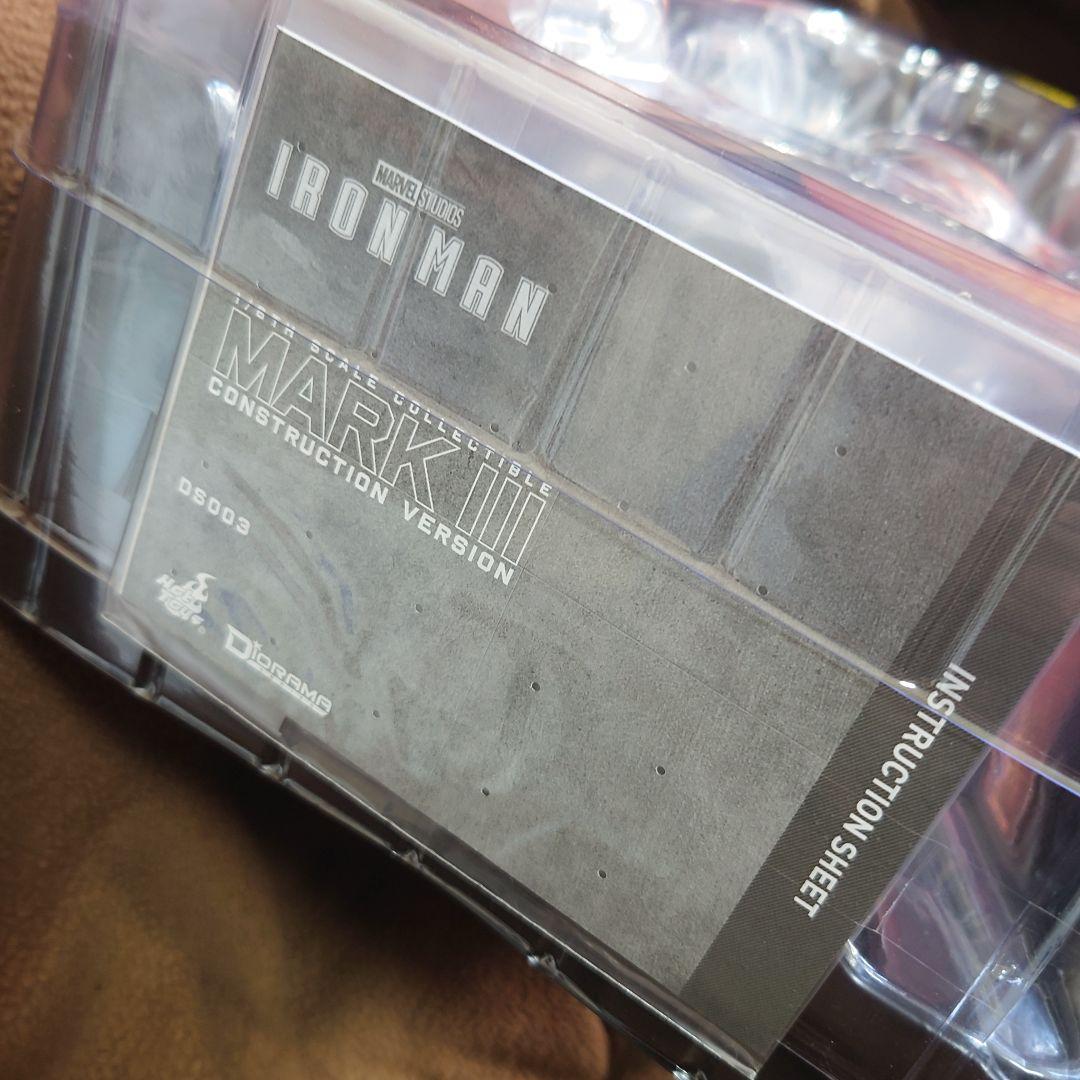 MARVEL STUDIOS
IRON MAN
1/6TH SCALE COLLECTIBLE
MARK III
CONSTRUCTION VERSION
DS003
HOT TOYS
DIORAMA
INSTRUCTION SHEET